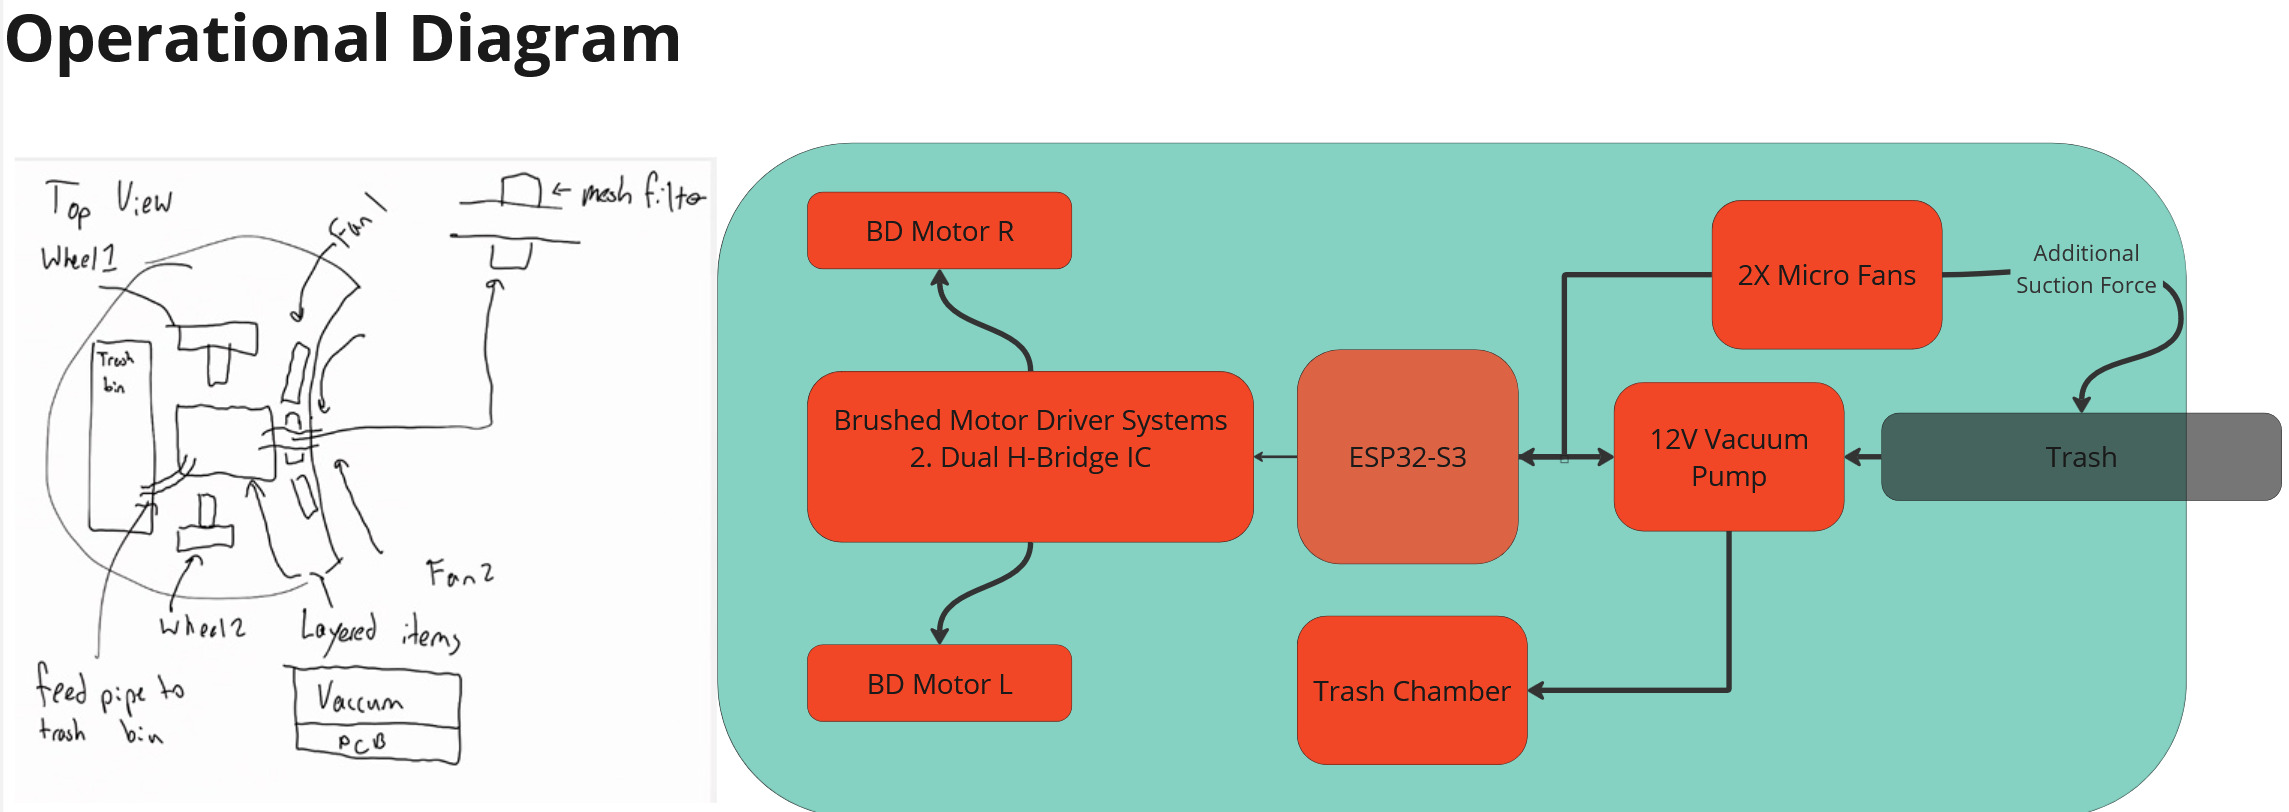 Operational Diagram
Top View
Wheel 1
Fan 1
← mesh filter
Trash
bin
Fan 2
Wheel 2
Layered items
feed pipe to
trash bin
Vaccum
PCB
BD Motor R
Brushed Motor Driver Systems
2. Dual H-Bridge IC
BD Motor L
ESP32-S3
2X Micro Fans
Additional
Suction Force
12V Vacuum
Pump
Trash
Trash Chamber